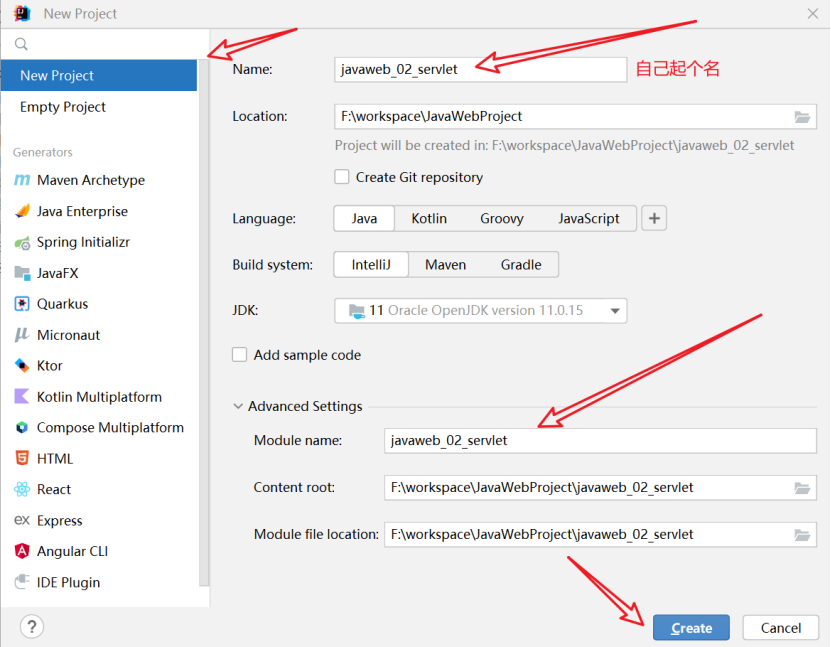 New Project
New Project
Empty Project
Generators
Maven Archetype
Java Enterprise
Spring Initializr
JavaFX
Quarkus
Micronaut
Ktor
Kotlin Multiplatform
Compose Multiplatform
HTML
React
Express
Angular CLI
IDE Plugin
Name: javaweb_02_servlet 自己起个名
Location: F:\workspace\JavaWebProject
Project will be created in: F:\workspace\JavaWebProject\javaweb_02_servlet
Create Git repository
Language: Java Kotlin Groovy JavaScript +
Build system: IntelliJ Maven Gradle
JDK: 11 Oracle OpenJDK version 11.0.15
Add sample code
Advanced Settings
Module name: javaweb_02_servlet
Content root: F:\workspace\JavaWebProject\javaweb_02_servlet
Module file location: F:\workspace\JavaWebProject\javaweb_02_servlet
? Create Cancel